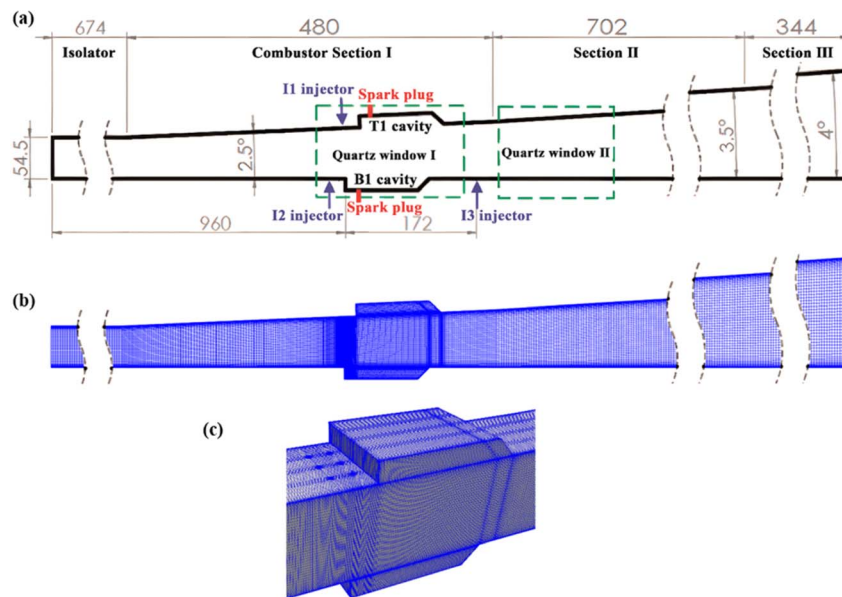 (a)
674
480
702
344
Isolator
Combustor Section I
Section II
Section III
I1 injector
Spark plug
T1 cavity
54.5
2.5°
Quartz window I
Quartz window II
3.5°
4°
B1 cavity
I2 injector
Spark plug
I3 injector
960
172
(b)
(c)